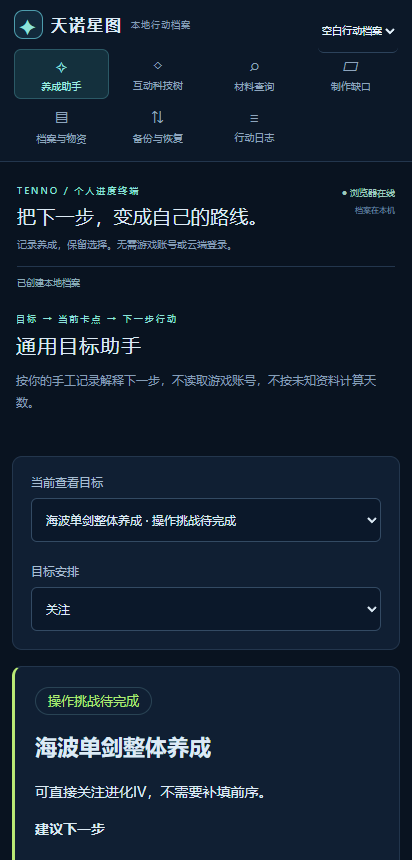 天诺星图 本地行动档案
空白行动档案
养成助手 互动科技树 材料查询 制作缺口
档案与物资 备份与恢复 行动日志
TENNO / 个人进度终端
浏览器在线
把下一步，变成自己的路线。
档案在本机
记录养成，保留选择。无需游戏账号或云端登录。
已创建本地档案
目标 → 当前卡点 → 下一步行动
通用目标助手
按你的手工记录解释下一步，不读取游戏账号，不按未知资料计算天
数。
当前查看目标
海波单剑整体养成 · 操作挑战待完成
目标安排
关注
操作挑战待完成
海波单剑整体养成
可直接关注进化IV，不需要补填前序。
建议下一步